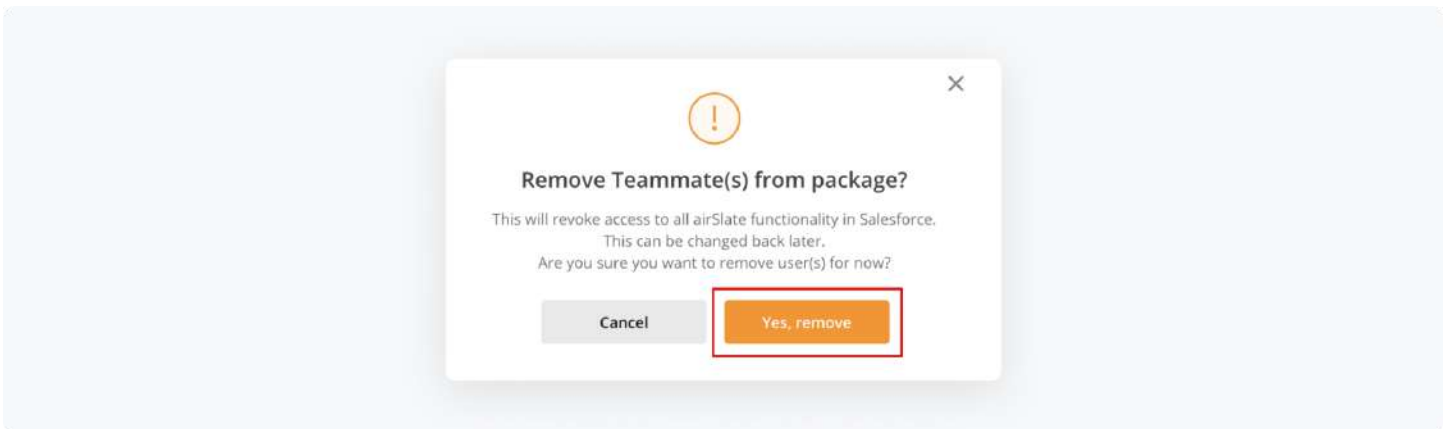 Remove Teammate(s) from package?
This will revoke access to all airSlate functionality in Salesforce.
This can be changed back later.
Are you sure you want to remove user(s) for now?
Cancel
Yes, remove